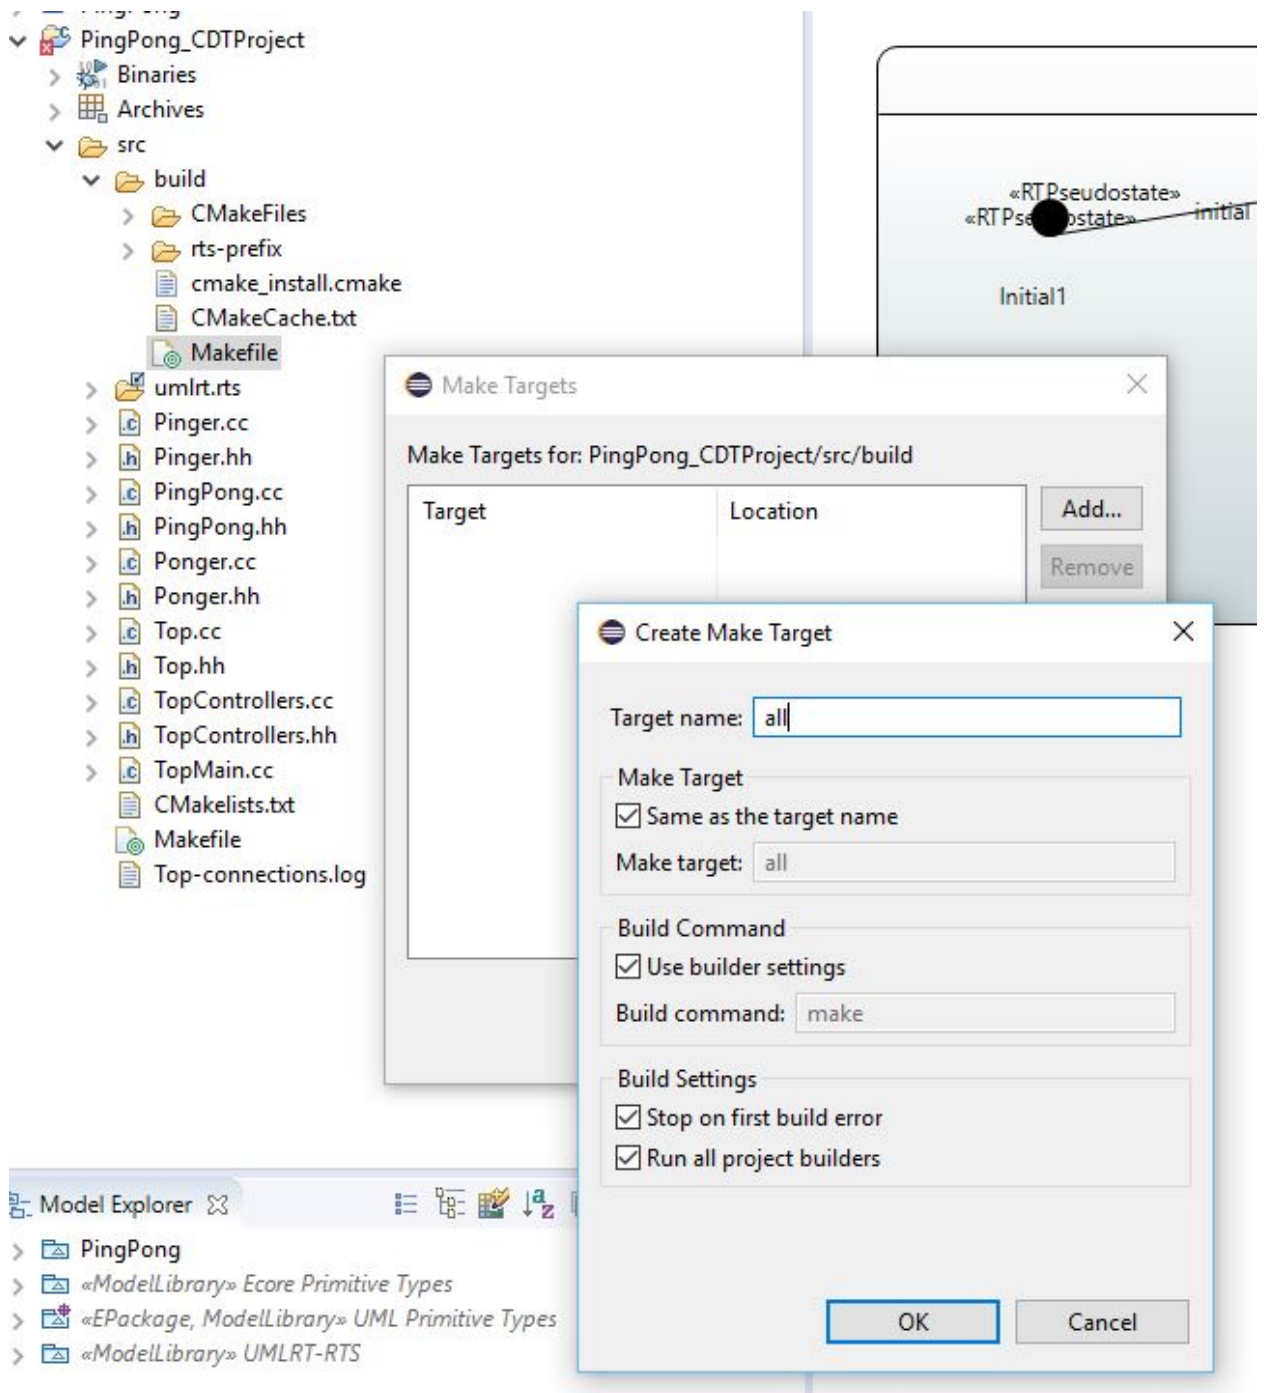 PingPong_CDTProject
Binaries
Archives
src
build
CMakeFiles
rts-prefix
cmake_install.cmake
CMakeCache.txt
Makefile
umlrt.rts
Pinger.cc
Pinger.hh
PingPong.cc
PingPong.hh
Ponger.cc
Ponger.hh
Top.cc
Top.hh
TopControllers.cc
TopControllers.hh
TopMain.cc
CMakelists.txt
Makefile
Top-connections.log
«RTPseudostate»
initial
Initial1
Make Targets
Make Targets for: PingPong_CDTProject/src/build
Target Location
Add...
Remove
Create Make Target
Target name: all
Make Target
Same as the target name
Make target: all
Build Command
Use builder settings
Build command: make
Build Settings
Stop on first build error
Run all project builders
OK Cancel
Model Explorer
PingPong
«ModelLibrary» Ecore Primitive Types
«EPackage, ModelLibrary» UML Primitive Types
«ModelLibrary» UMLRT-RTS